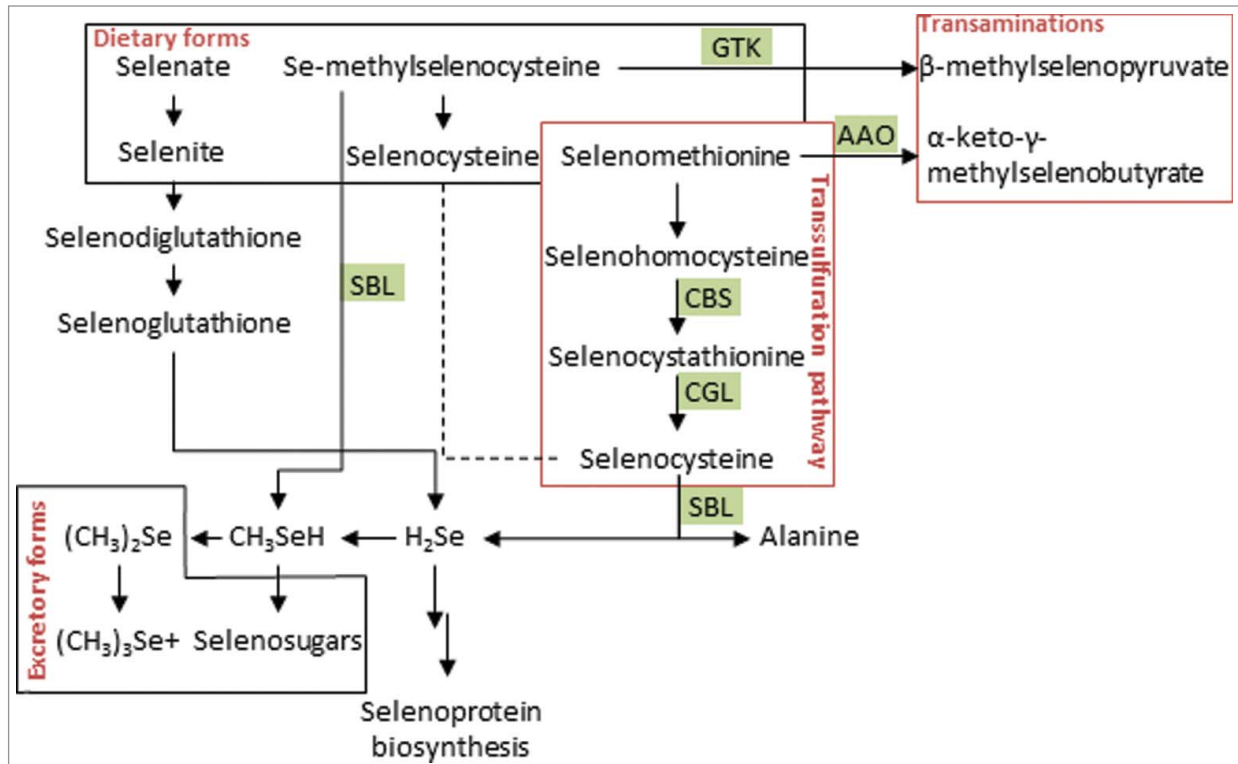 Dietary forms
Transaminations
GTK
Selenate
Se-methylselenocysteine
β-methylselenopyruvate
AAO
Selenite
Selenocysteine
Selenomethionine
α-keto-γ-
methylselenobutyrate
Transsulfuration pathway
Selenodiglutathione
Selenohomocysteine
SBL
CBS
Selenoglutathione
Selenocystathionine
CGL
Selenocysteine
SBL
Excretory forms
(CH₃)₂Se
CH₃SeH
H₂Se
Alanine
(CH₃)₃Se+
Selenosugars
Selenoprotein
biosynthesis